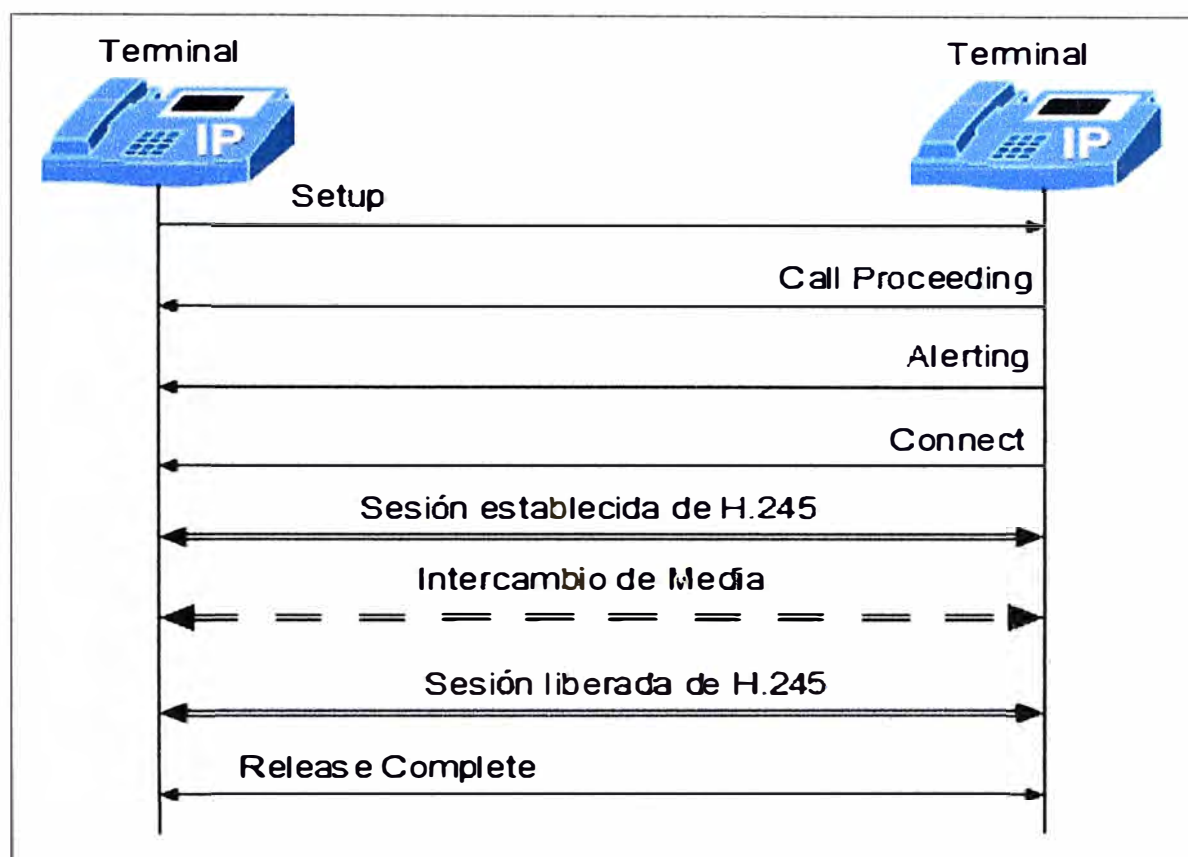 Terminal
Terminal
IP
IP
Setup
Call Proceeding
Alerting
Connect
Sesión establecida de H.245
Intercambio de Media
Sesión liberada de H.245
Release Complete